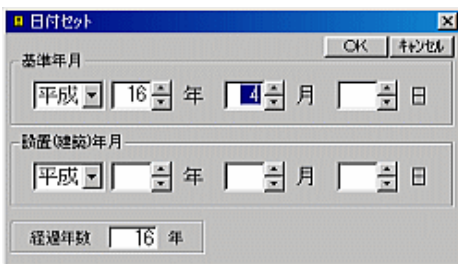 日付セット
OK ｷｬﾝｾﾙ
基準年月
平成 16 年 4 月 日
設置(建築)年月
平成 年 月 日
経過年数 16 年